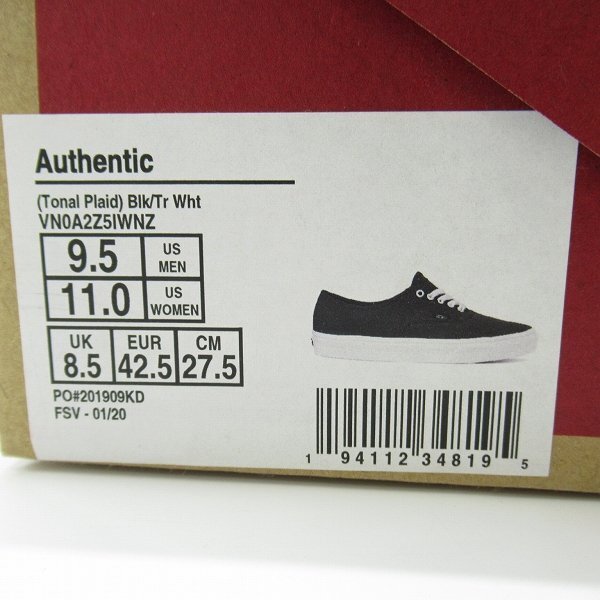 Authentic
(Tonal Plaid) Blk/Tr Wht
VN0A2Z5IWNZ
9.5 US MEN
11.0 US WOMEN
UK EUR CM
8.5 42.5 27.5
PO#201909KD
FSV - 01/20
1 94112 34819 5